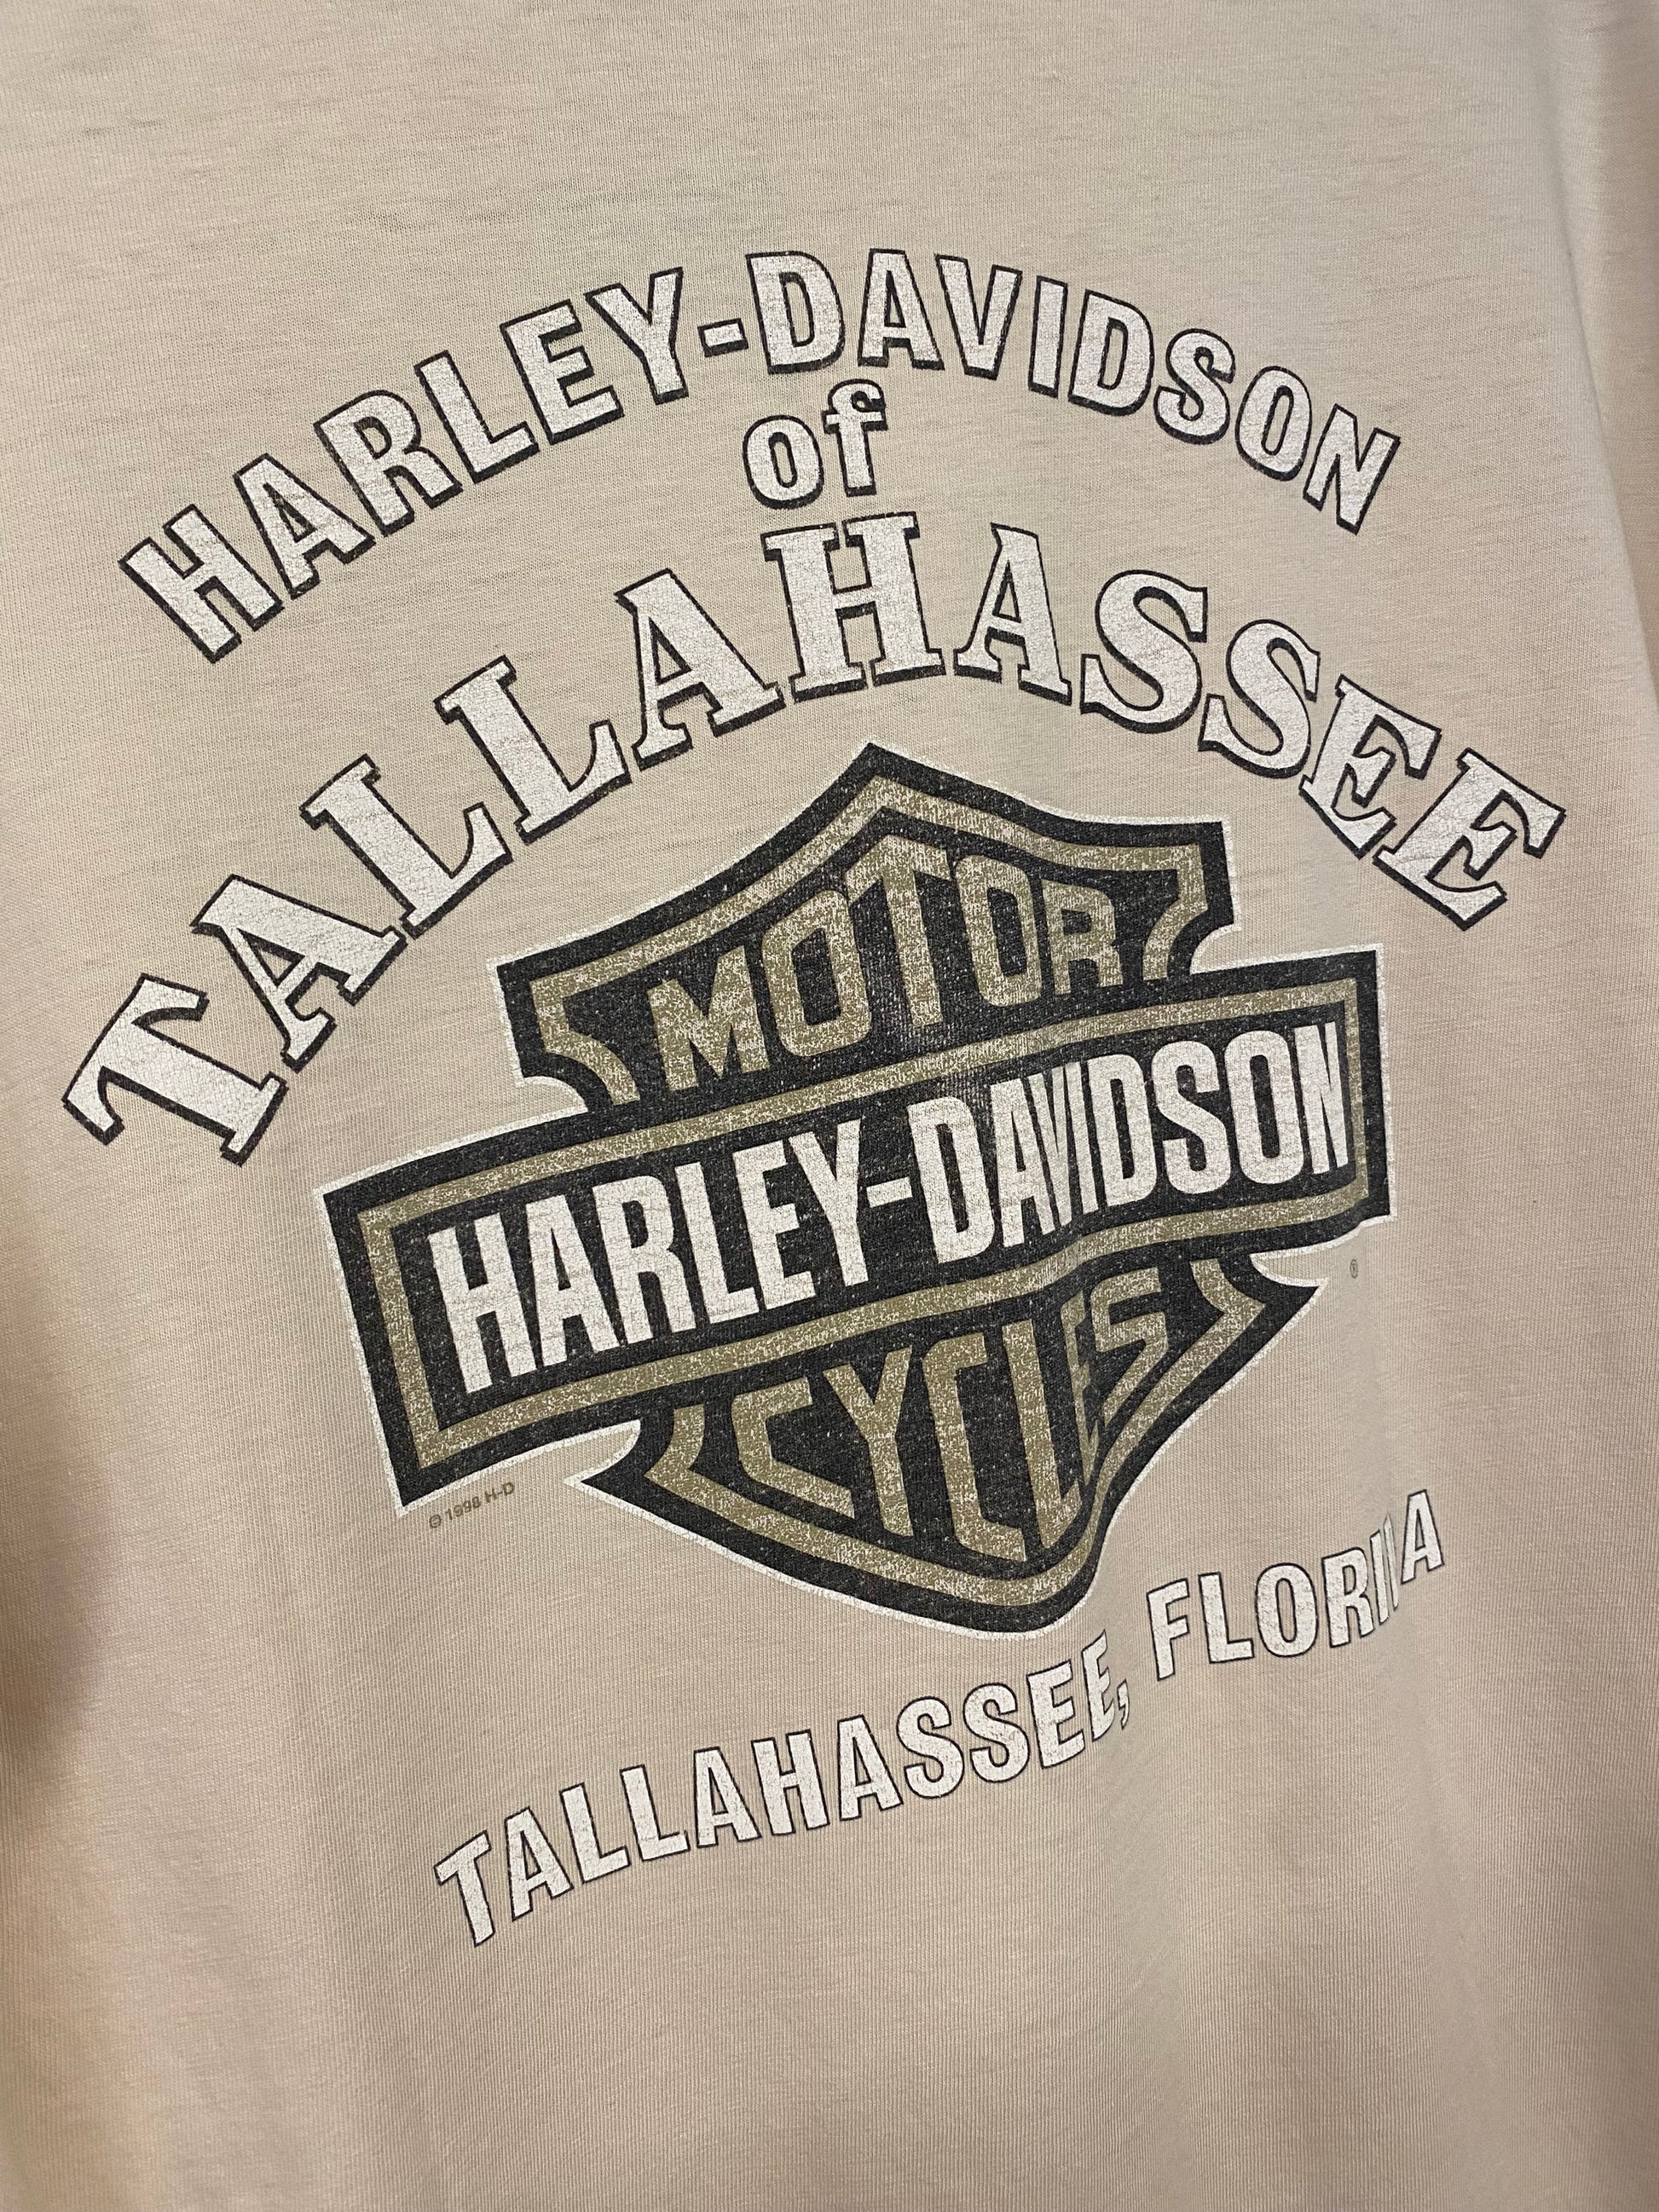 HARLEY-DAVIDSON
of
TALLAHASSEE
MOTOR
HARLEY-DAVIDSON
CYCLES
®
© 1998 H-D
TALLAHASSEE, FLORIDA